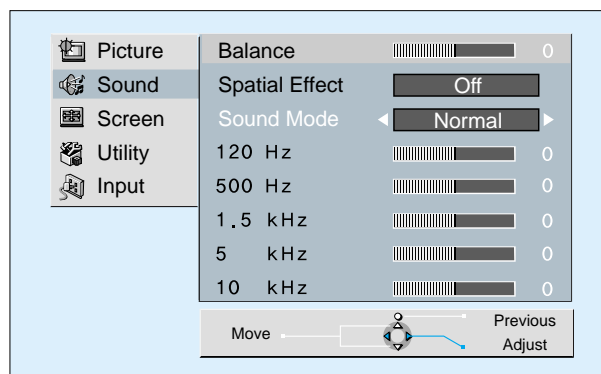 Picture
Sound
Screen
Utility
Input
Balance 0
Spatial Effect Off
Sound Mode Normal
120 Hz 0
500 Hz 0
1.5 kHz 0
5 kHz 0
10 kHz 0
Move
Previous
Adjust